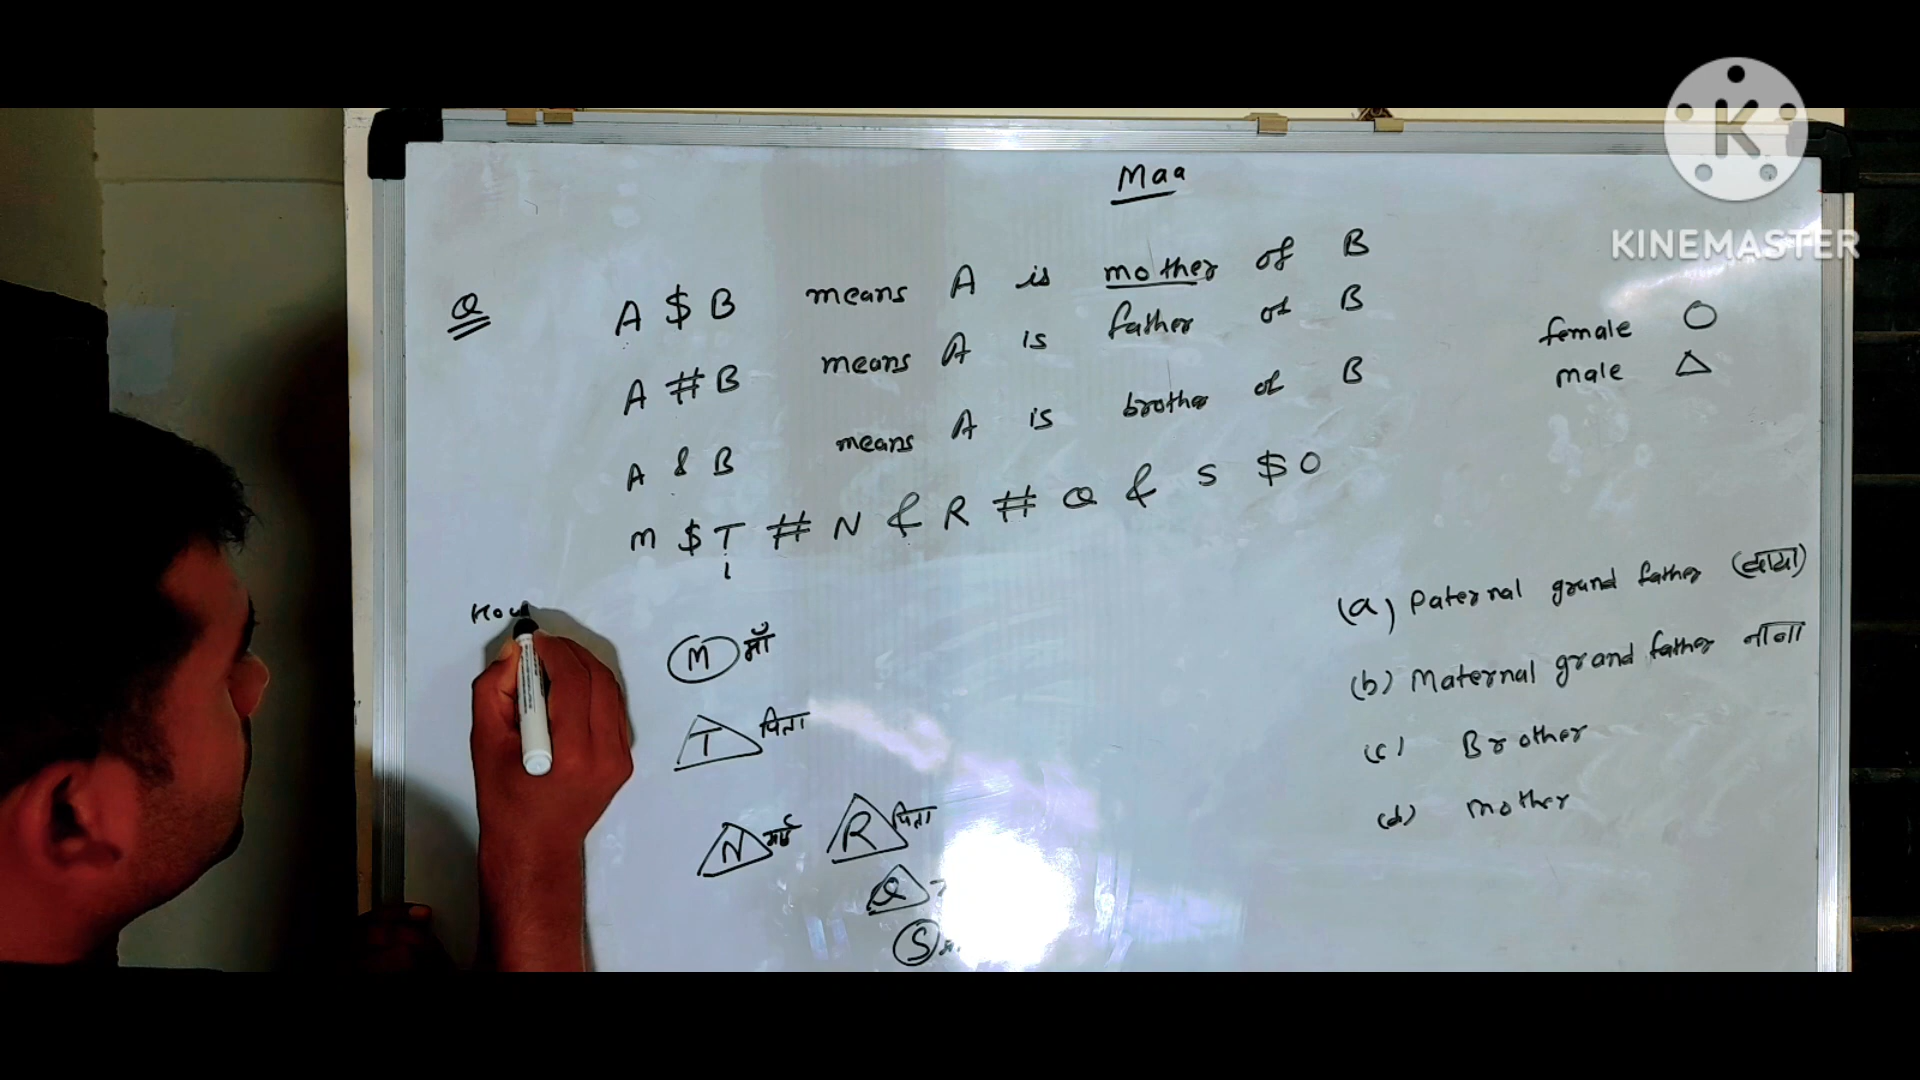 Maa
K
KINEMASTER
Q A $ B means A is mother of B
A # B means A is father of B
A & B means A is brother of B
female
male
M $ T # N & R # Q & S $ O
(a) Paternal grand father (दादा)
(b) Maternal grand father नाना
(c) Brother
(d) Mother
How
M माँ
T पिता
N भाई R पिता
Q
S